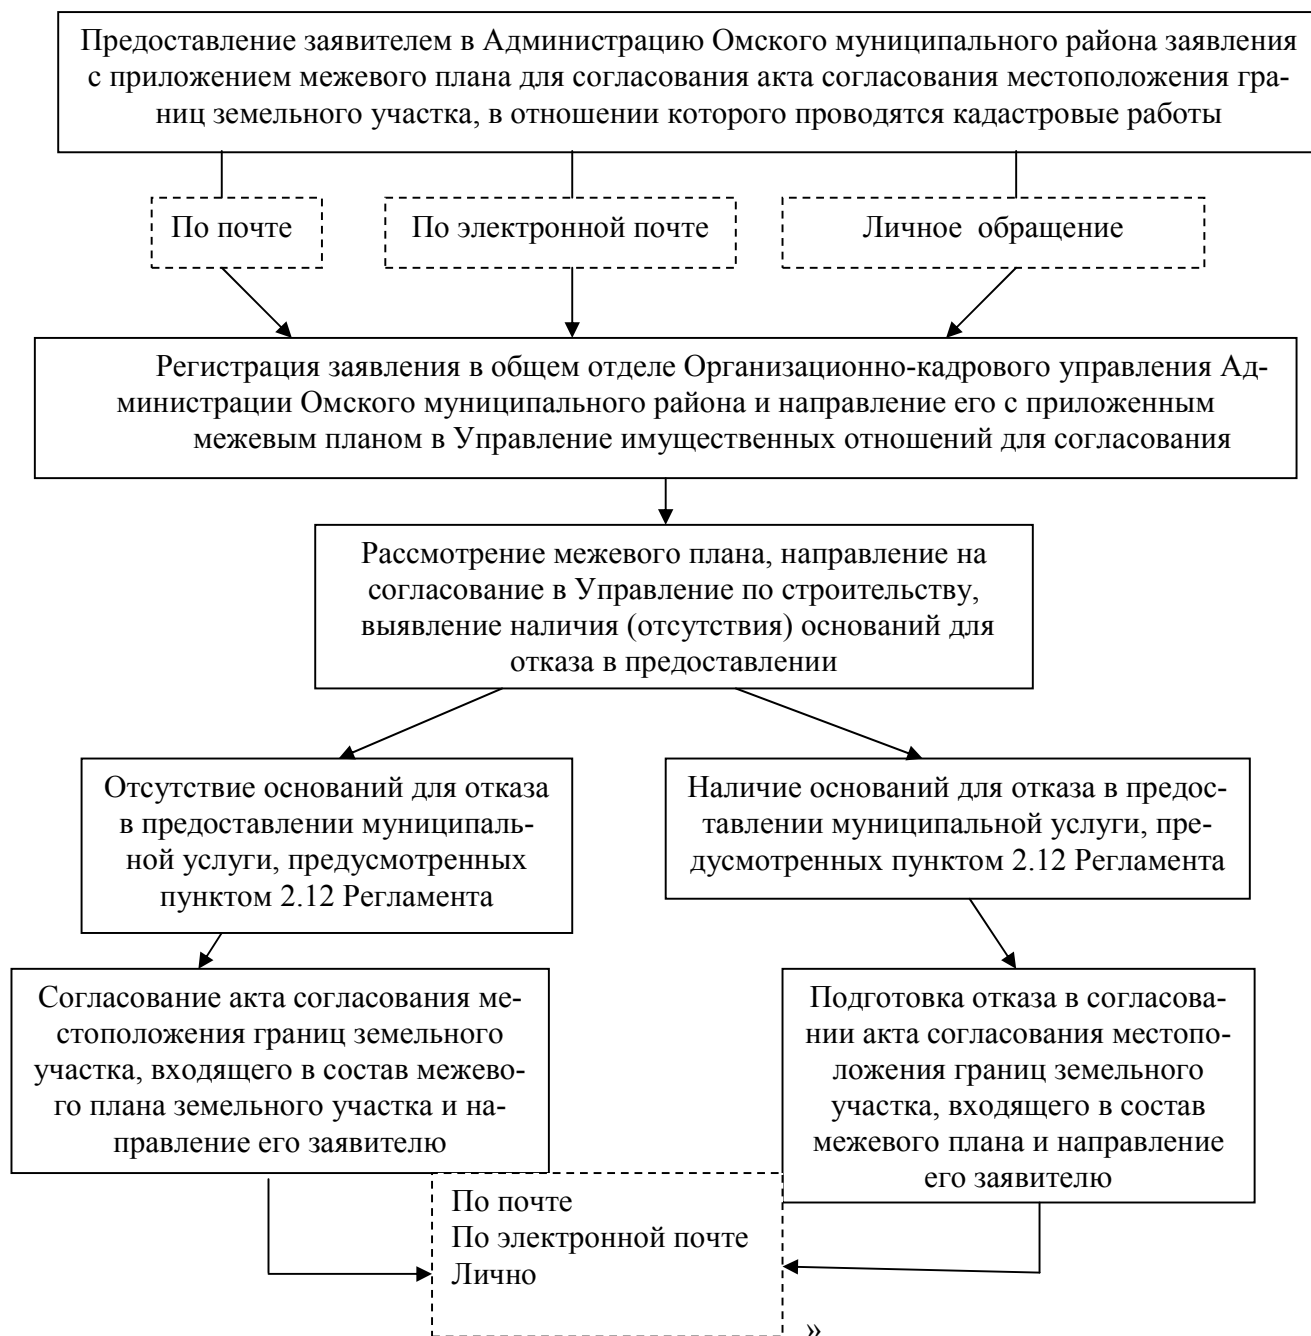 Предоставление заявителем в Администрацию Омского муниципального района заявления
с приложением межевого плана для согласования акта согласования местоположения гра-
ниц земельного участка, в отношении которого проводятся кадастровые работы
По почте
По электронной почте
Личное обращение
Регистрация заявления в общем отделе Организационно-кадрового управления Ад-
министрации Омского муниципального района и направление его с приложенным
межевым планом в Управление имущественных отношений для согласования
Рассмотрение межевого плана, направление на
согласование в Управление по строительству,
выявление наличия (отсутствия) оснований для
отказа в предоставлении
Отсутствие оснований для отказа
в предоставлении муниципаль-
ной услуги, предусмотренных
пунктом 2.12 Регламента
Наличие оснований для отказа в предос-
тавлении муниципальной услуги, пре-
дусмотренных пунктом 2.12 Регламента
Согласование акта согласования ме-
стоположения границ земельного
участка, входящего в состав межево-
го плана земельного участка и на-
правление его заявителю
Подготовка отказа в согласова-
нии акта согласования местопо-
ложения границ земельного
участка, входящего в состав
межевого плана и направление
его заявителю
По почте
По электронной почте
Лично
»